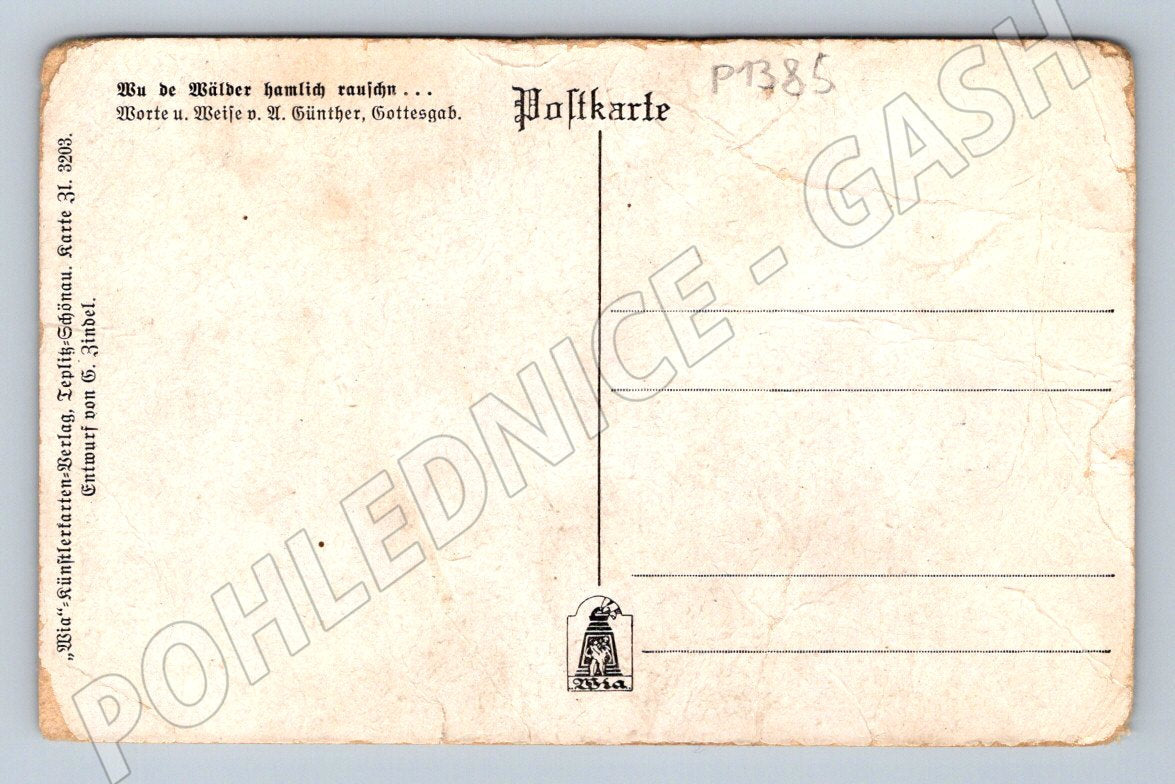 Wu de Wälder hamlich rauschn . . .
Worte u. Weise v. A. Günther, Gottesgab.
Postkarte
P1385
„Wia“-Künstlerkarten-Verlag, Teplitz-Schönau. Karte Zl. 3203.
Entwurf von G. Zindel.
Wia
POHLEDNICE - GASH